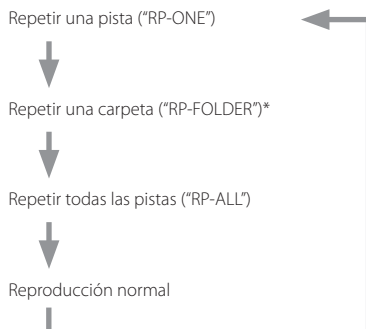 Repetir una pista (“RP-ONE”)
Repetir una carpeta (“RP-FOLDER”)*
Repetir todas las pistas (“RP-ALL”)
Reproducción normal